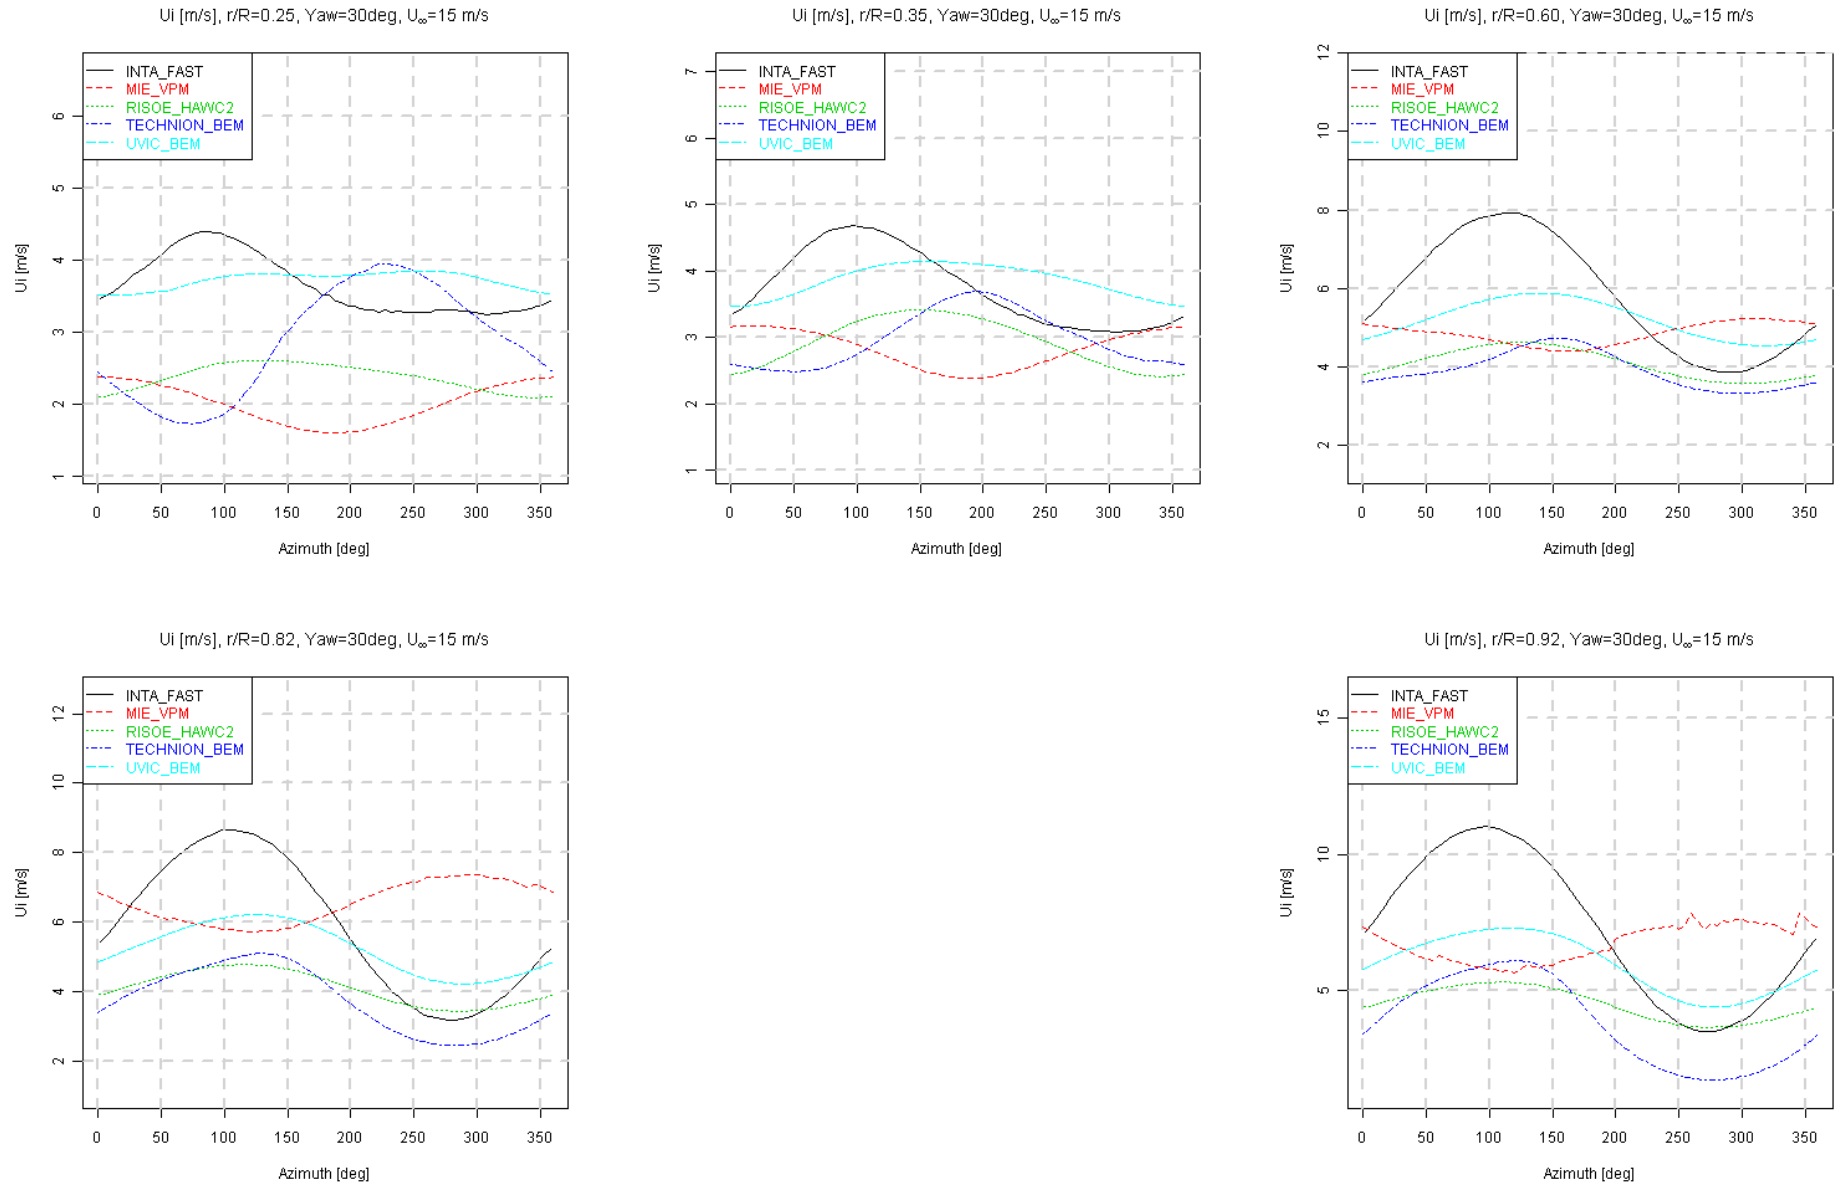 Ui [m/s], r/R=0.25, Yaw=30deg, U∞=15 m/s
INTA_FAST
MIE_VPM
RISOE_HAWC2
TECHNION_BEM
UVIC_BEM
Ui [m/s]
1 2 3 4 5 6
0 50 100 150 200 250 300 350
Azimuth [deg]
Ui [m/s], r/R=0.35, Yaw=30deg, U∞=15 m/s
INTA_FAST
MIE_VPM
RISOE_HAWC2
TECHNION_BEM
UVIC_BEM
Ui [m/s]
1 2 3 4 5 6 7
0 50 100 150 200 250 300 350
Azimuth [deg]
Ui [m/s], r/R=0.60, Yaw=30deg, U∞=15 m/s
INTA_FAST
MIE_VPM
RISOE_HAWC2
TECHNION_BEM
UVIC_BEM
Ui [m/s]
2 4 6 8 10 12
0 50 100 150 200 250 300 350
Azimuth [deg]
Ui [m/s], r/R=0.82, Yaw=30deg, U∞=15 m/s
INTA_FAST
MIE_VPM
RISOE_HAWC2
TECHNION_BEM
UVIC_BEM
Ui [m/s]
2 4 6 8 10 12
0 50 100 150 200 250 300 350
Azimuth [deg]
Ui [m/s], r/R=0.92, Yaw=30deg, U∞=15 m/s
INTA_FAST
MIE_VPM
RISOE_HAWC2
TECHNION_BEM
UVIC_BEM
Ui [m/s]
5 10 15
0 50 100 150 200 250 300 350
Azimuth [deg]